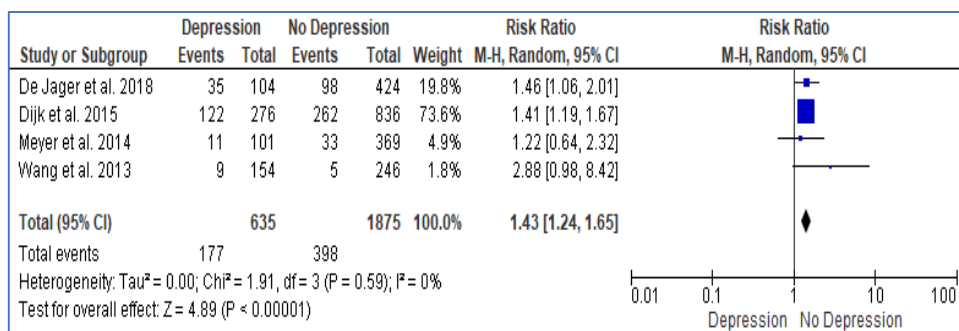 Depression No Depression Risk Ratio Risk Ratio
Study or Subgroup Events Total Events Total Weight M-H, Random, 95% CI M-H, Random, 95% CI
De Jager et al. 2018 35 104 98 424 19.8% 1.46 [1.06, 2.01]
Dijk et al. 2015 122 276 262 836 73.6% 1.41 [1.19, 1.67]
Meyer et al. 2014 11 101 33 369 4.9% 1.22 [0.64, 2.32]
Wang et al. 2013 9 154 5 246 1.8% 2.88 [0.98, 8.42]
Total (95% CI) 635 1875 100.0% 1.43 [1.24, 1.65]
Total events 177 398
Heterogeneity: Tau² = 0.00; Chi² = 1.91, df = 3 (P = 0.59); I² = 0%
Test for overall effect: Z = 4.89 (P < 0.00001)
0.01 0.1 1 10 100
Depression No Depression